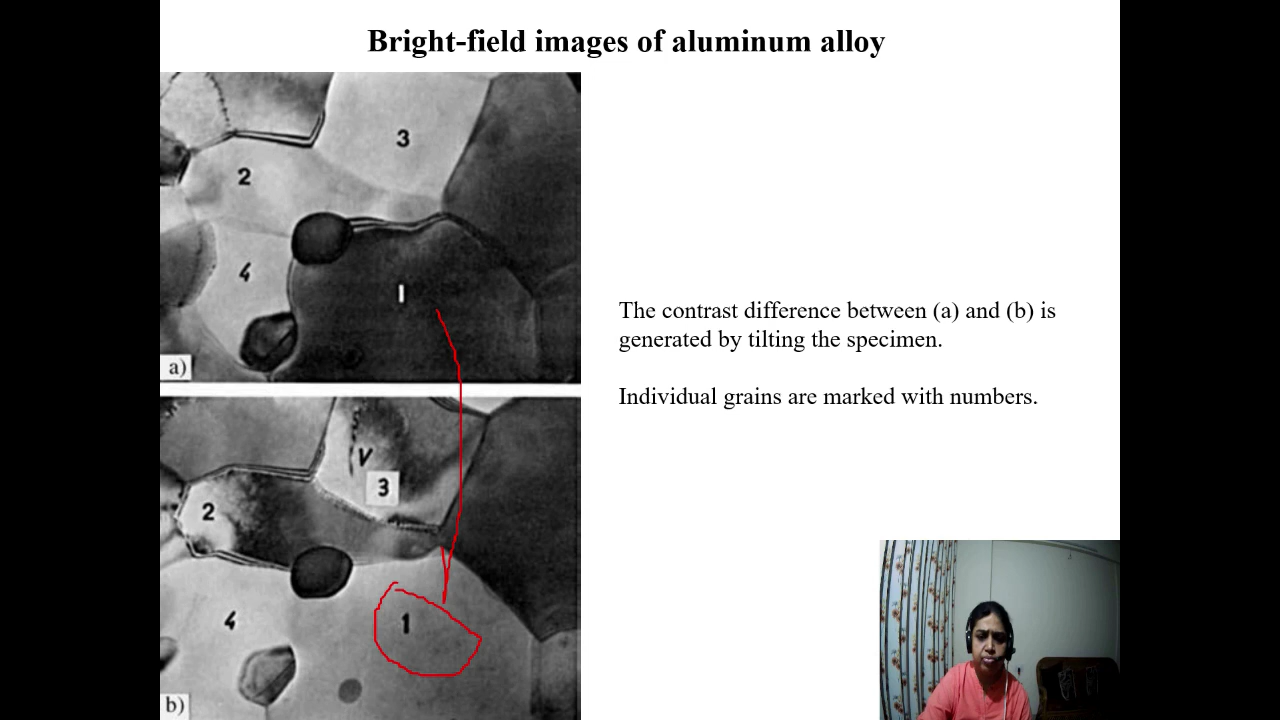 Bright-field images of aluminum alloy
3
2
4
1
a)
The contrast difference between (a) and (b) is
generated by tilting the specimen.
Individual grains are marked with numbers.
V
3
2
4
1
b)